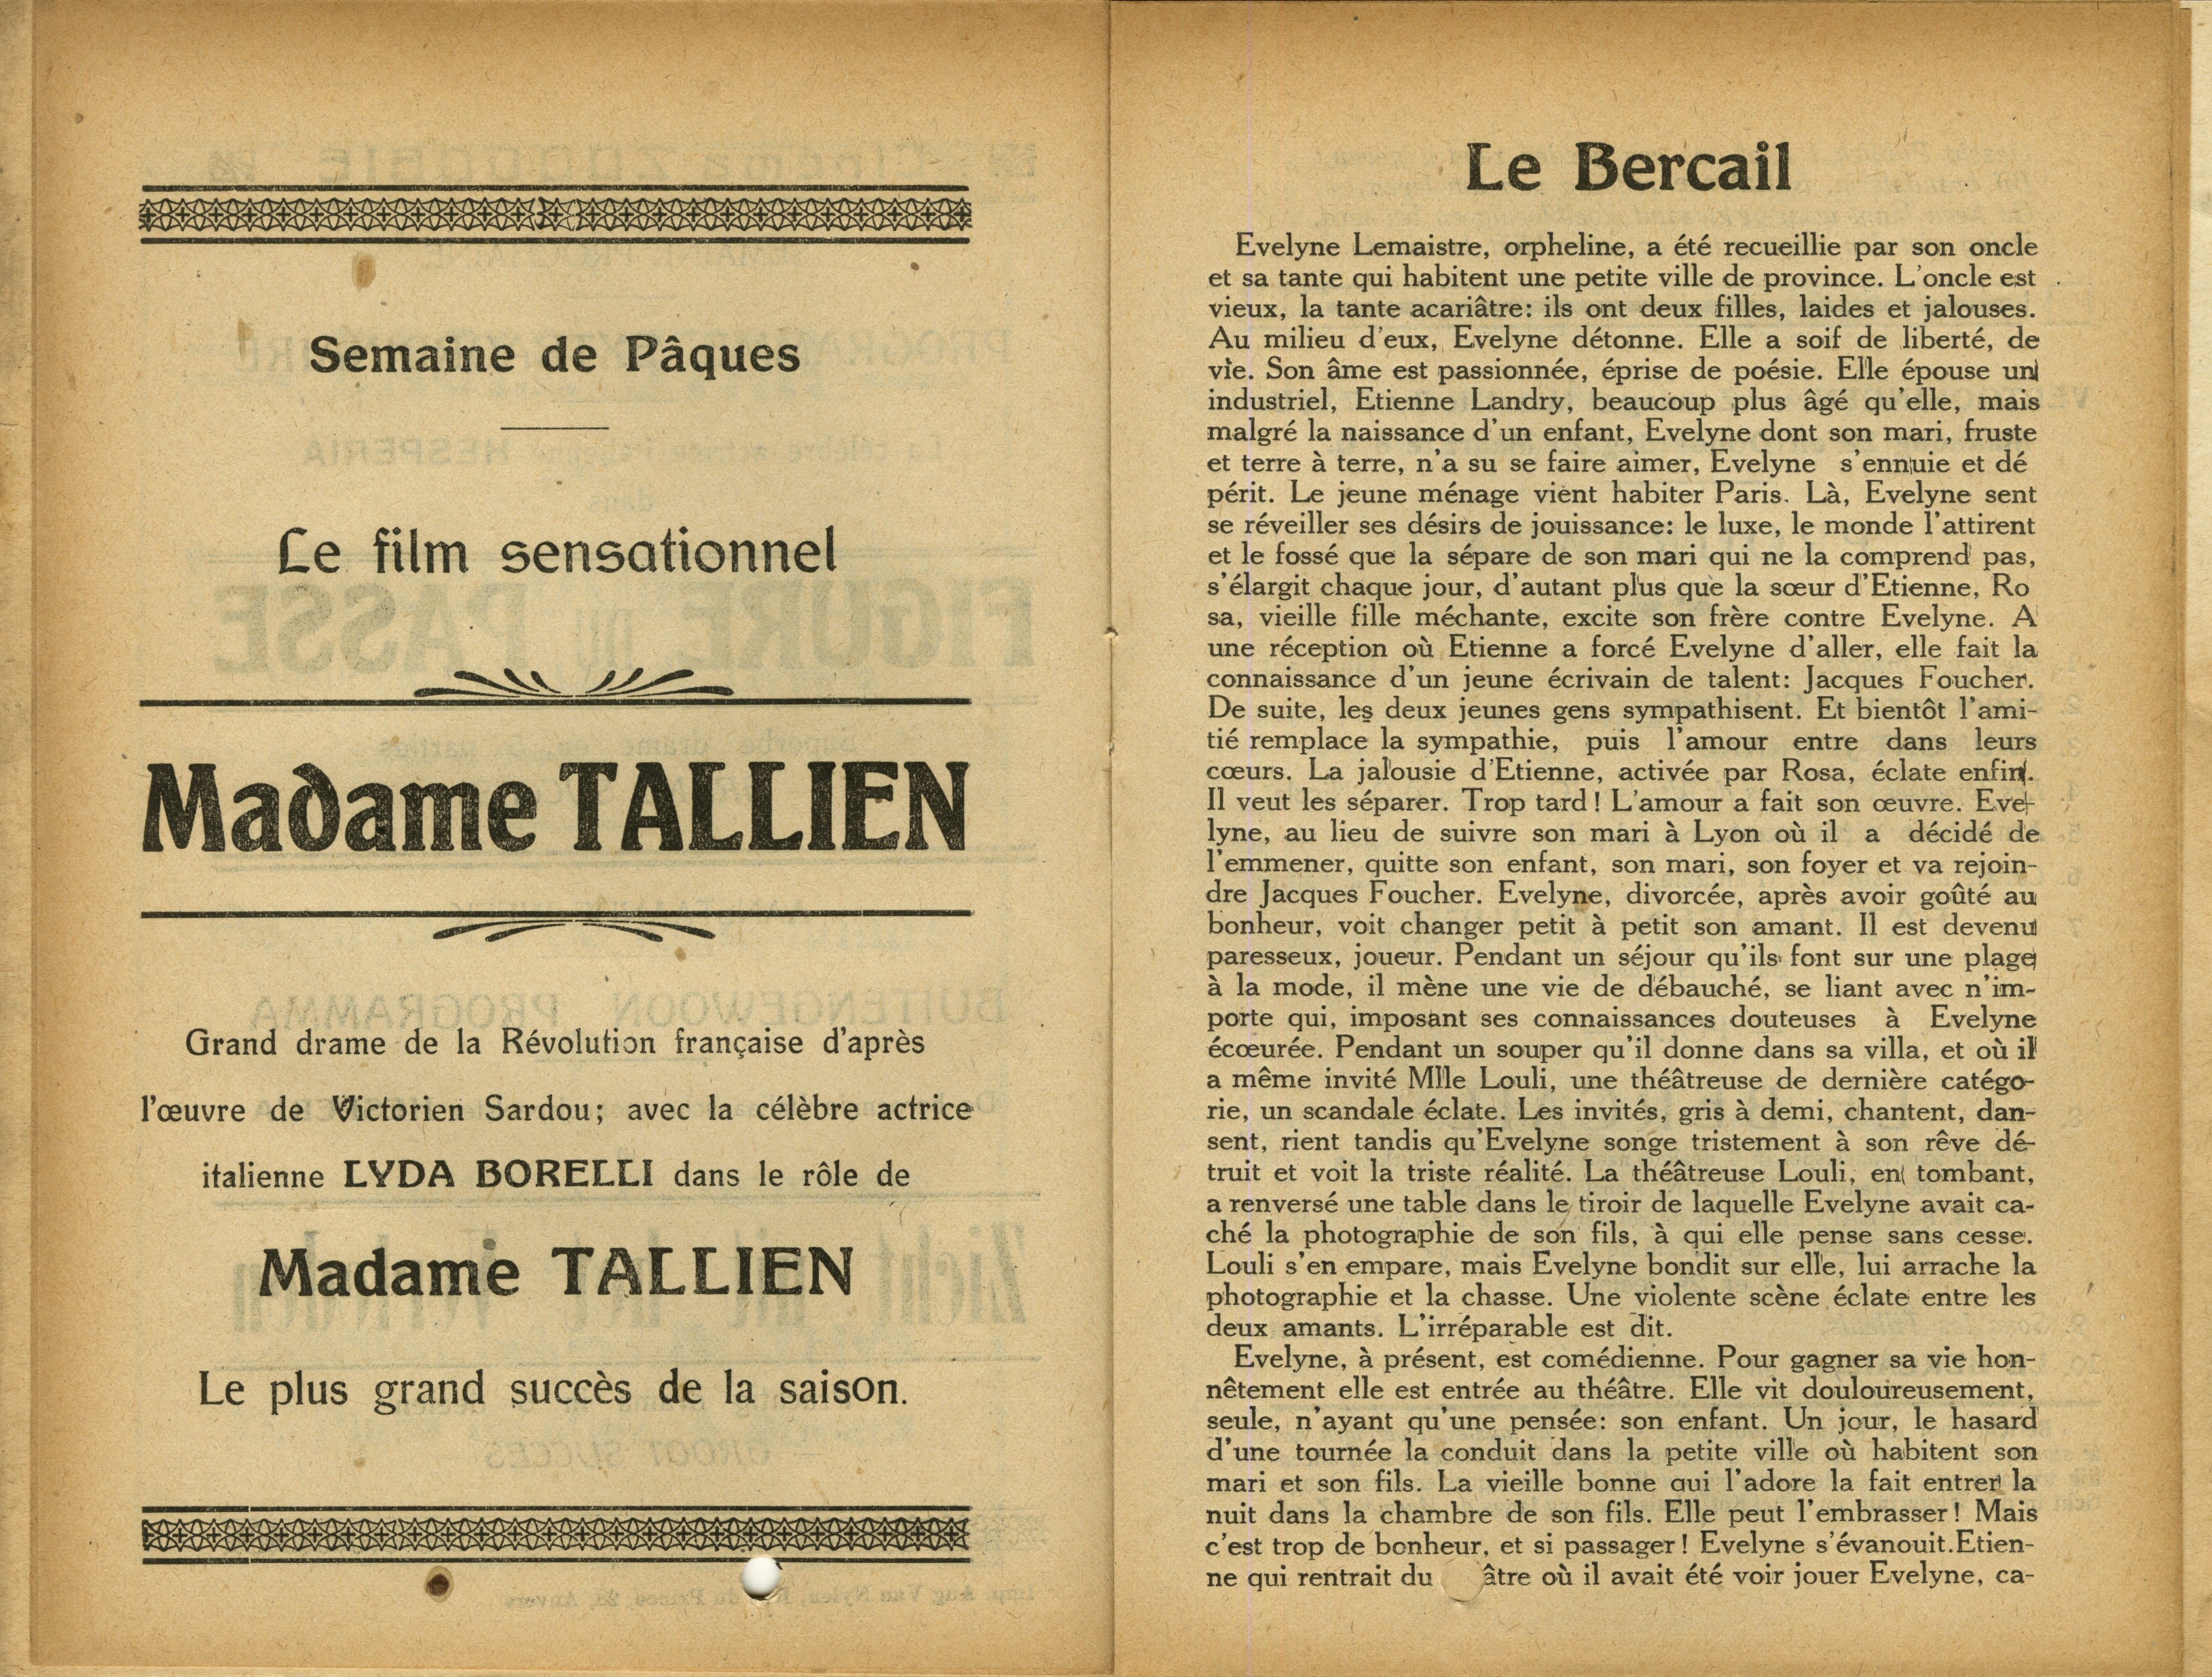 Semaine de Pâques
Le film sensationnel
Madame TALLIEN
Grand drame de la Révolution française d'après
l'œuvre de Victorien Sardou; avec la célèbre actrice
italienne LYDA BORELLI dans le rôle de
Madame TALLIEN
Le plus grand succès de la saison.
Le Bercail
Evelyne Lemaistre, orpheline, a été recueillie par son oncle
et sa tante qui habitent une petite ville de province. L'oncle est
vieux, la tante acariâtre: ils ont deux filles, laides et jalouses.
Au milieu d'eux, Evelyne détonne. Elle a soif de liberté, de
vie. Son âme est passionnée, éprise de poésie. Elle épouse un
industriel, Etienne Landry, beaucoup plus âgé qu'elle, mais
malgré la naissance d'un enfant, Evelyne dont son mari, fruste
et terre à terre, n'a su se faire aimer, Evelyne s'ennuie et dé
périt. Le jeune ménage vient habiter Paris. Là, Evelyne sent
se réveiller ses désirs de jouissance: le luxe, le monde l'attirent
et le fossé que la sépare de son mari qui ne la comprend pas,
s'élargit chaque jour, d'autant plus que la sœur d'Etienne, Ro
sa, vieille fille méchante, excite son frère contre Evelyne. A
une réception où Etienne a forcé Evelyne d'aller, elle fait la
connaissance d'un jeune écrivain de talent: Jacques Foucher.
De suite, les deux jeunes gens sympathisent. Et bientôt l'ami-
tié remplace la sympathie, puis l'amour entre dans leurs
cœurs. La jalousie d'Etienne, activée par Rosa, éclate enfin.
Il veut les séparer. Trop tard! L'amour a fait son œuvre. Eve-
lyne, au lieu de suivre son mari à Lyon où il a décidé de
l'emmener, quitte son enfant, son mari, son foyer et va rejoin-
dre Jacques Foucher. Evelyne, divorcée, après avoir goûté au
bonheur, voit changer petit à petit son amant. Il est devenu
paresseux, joueur. Pendant un séjour qu'ils font sur une plage
à la mode, il mène une vie de débauché, se liant avec n'im-
porte qui, imposant ses connaissances douteuses à Evelyne
écœurée. Pendant un souper qu'il donne dans sa villa, et où il
a même invité Mlle Louli, une théâtreuse de dernière catégo-
rie, un scandale éclate. Les invités, gris à demi, chantent, dan-
sent, rient tandis qu'Evelyne songe tristement à son rêve dé-
truit et voit la triste réalité. La théâtreuse Louli, en tombant,
a renversé une table dans le tiroir de laquelle Evelyne avait ca-
ché la photographie de son fils, à qui elle pense sans cesse.
Louli s'en empare, mais Evelyne bondit sur elle, lui arrache la
photographie et la chasse. Une violente scène éclate entre les
deux amants. L'irréparable est dit.
Evelyne, à présent, est comédienne. Pour gagner sa vie hon-
nêtement elle est entrée au théâtre. Elle vit douloureusement,
seule, n'ayant qu'une pensée: son enfant. Un jour, le hasard
d'une tournée la conduit dans la petite ville où habitent son
mari et son fils. La vieille bonne qui l'adore la fait entrer la
nuit dans la chambre de son fils. Elle peut l'embrasser! Mais
c'est trop de bonheur, et si passager! Evelyne s'évanouit.Etien-
ne qui rentrait du âtre où il avait été voir jouer Evelyne, ca-